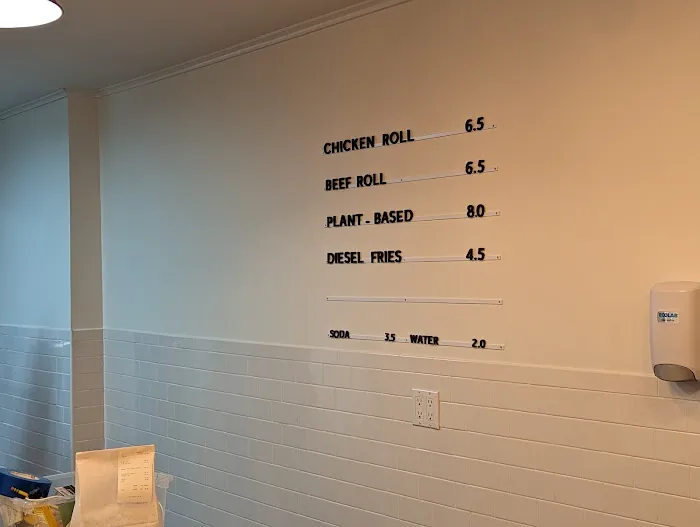 CHICKEN ROLL 6.5
BEEF ROLL 6.5
PLANT-BASED 8.0
DIESEL FRIES 4.5
SODA 3.5 WATER 2.0
ECOLAB